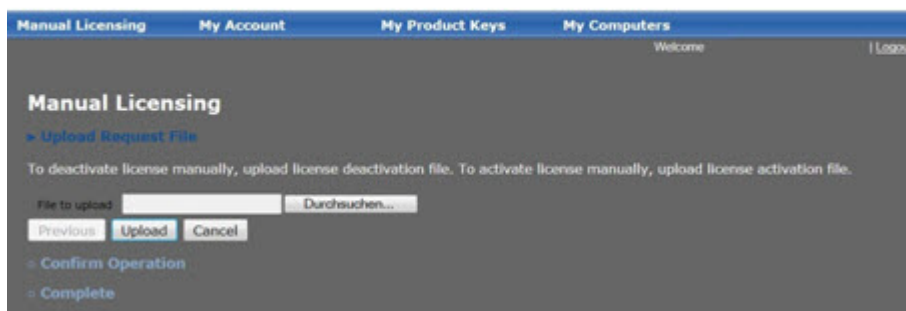 Manual Licensing My Account My Product Keys My Computers
Welcome | Logou
Manual Licensing
» Upload Request File
To deactivate license manually, upload license deactivation file. To activate license manually, upload license activation file.
File to upload Durchsuchen...
Previous Upload Cancel
Confirm Operation
Complete